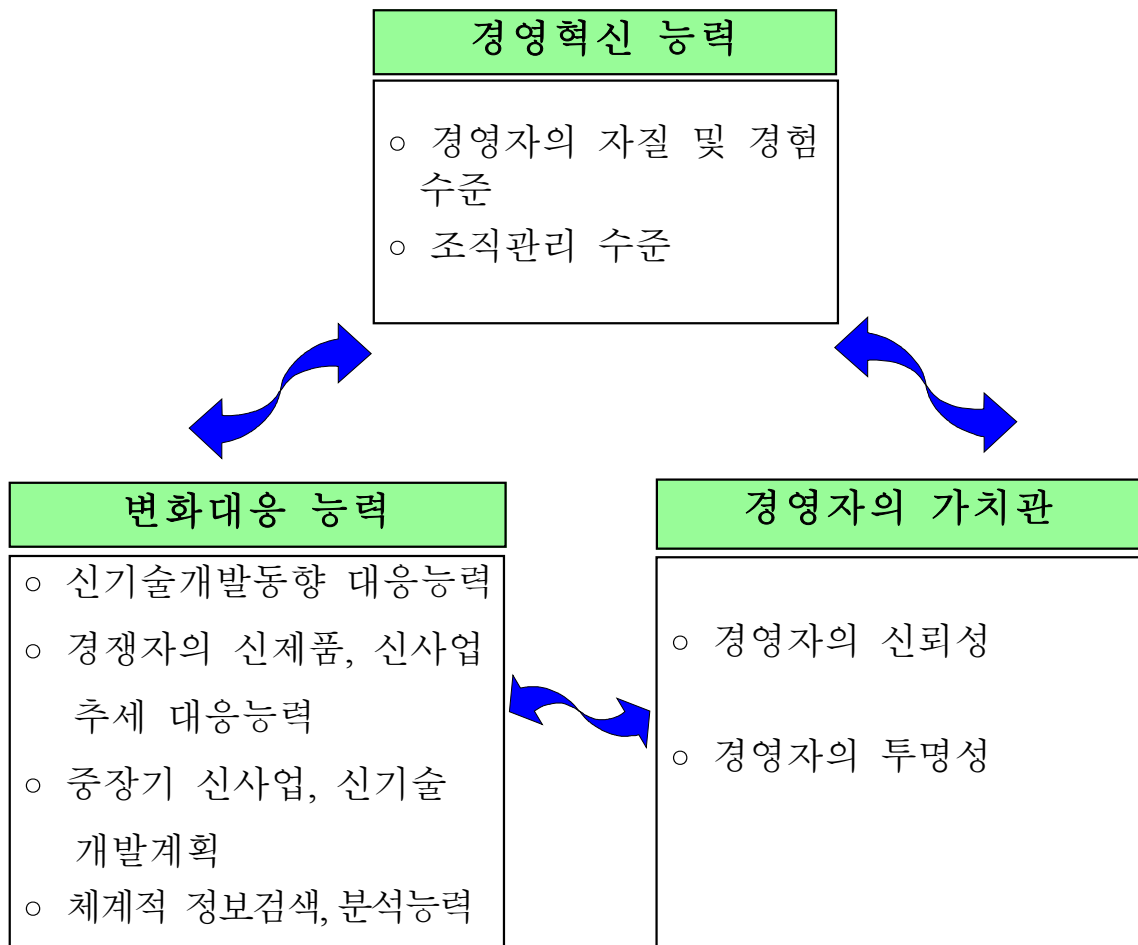 경영혁신 능력
○ 경영자의 자질 및 경험
수준
○ 조직관리 수준
변화대응 능력
○ 신기술개발동향 대응능력
○ 경쟁자의 신제품, 신사업
추세 대응능력
○ 중장기 신사업, 신기술
개발계획
○ 체계적 정보검색, 분석능력
경영자의 가치관
○ 경영자의 신뢰성
○ 경영자의 투명성